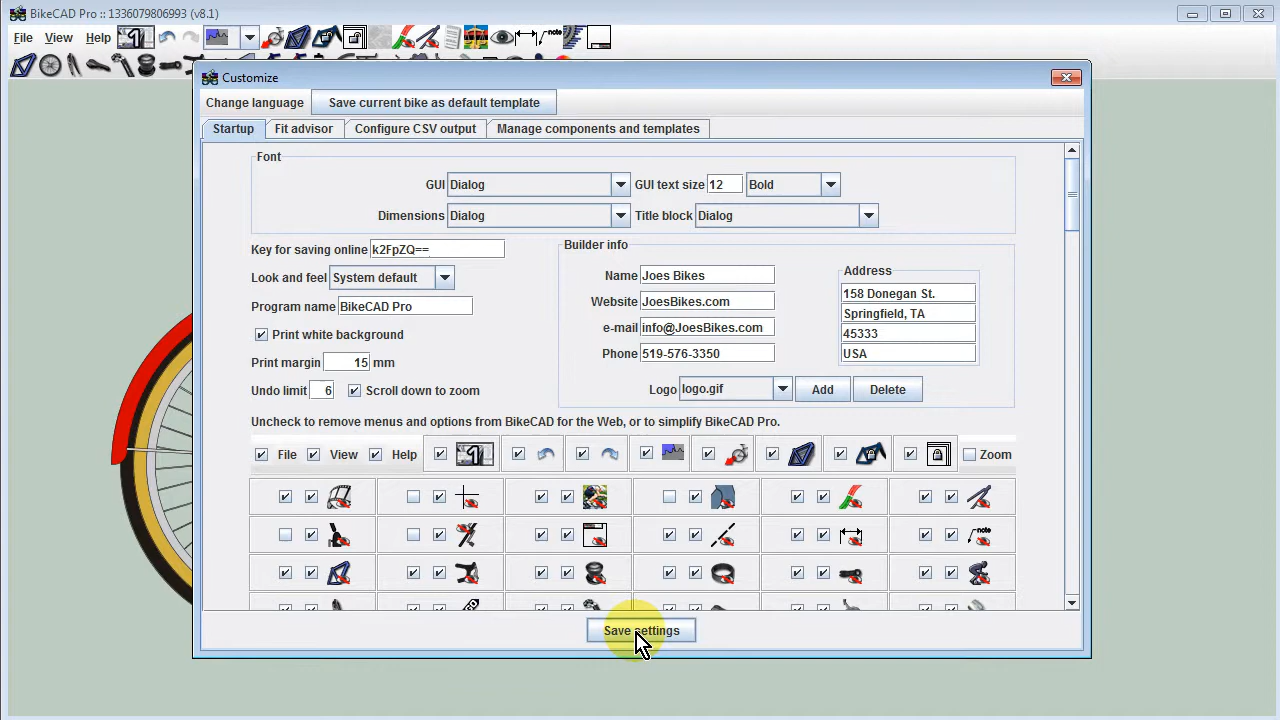 BikeCAD Pro :: 1336079806993 (v8.1)
File View Help
Customize
Change language Save current bike as default template
Startup Fit advisor Configure CSV output Manage components and templates
Font
GUI Dialog GUI text size 12 Bold
Dimensions Dialog Title block Dialog
Key for saving online k2FpZQ==
Look and feel System default
Program name BikeCAD Pro
Print white background
Print margin 15 mm
Undo limit 6 Scroll down to zoom
Builder info
Name Joes Bikes
Website JoesBikes.com
e-mail info@JoesBikes.com
Phone 519-576-3350
Address
158 Donegan St.
Springfield, TA
45333
USA
Logo logo.gif Add Delete
Uncheck to remove menus and options from BikeCAD for the Web, or to simplify BikeCAD Pro.
File View Help 1 Zoom
note
Save settings